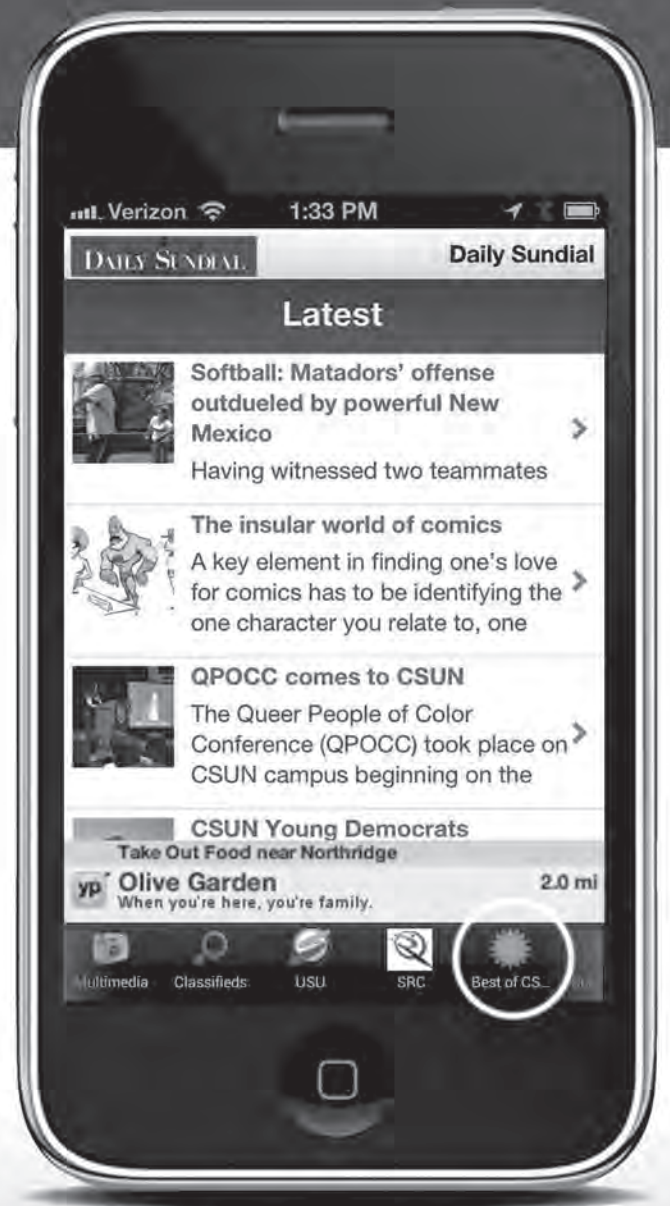 Verizon 1:33 PM
DAILY SUNDIAL Daily Sundial
Latest
Softball: Matadors' offense
outdueled by powerful New
Mexico
Having witnessed two teammates
The insular world of comics
A key element in finding one's love
for comics has to be identifying the
one character you relate to, one
QPOCC comes to CSUN
The Queer People of Color
Conference (QPOCC) took place on
CSUN campus beginning on the
CSUN Young Democrats
Take Out Food near Northridge
yp Olive Garden 2.0 mi
When you're here, you're family.
Multimedia Classifieds USU SRC Best of CS...